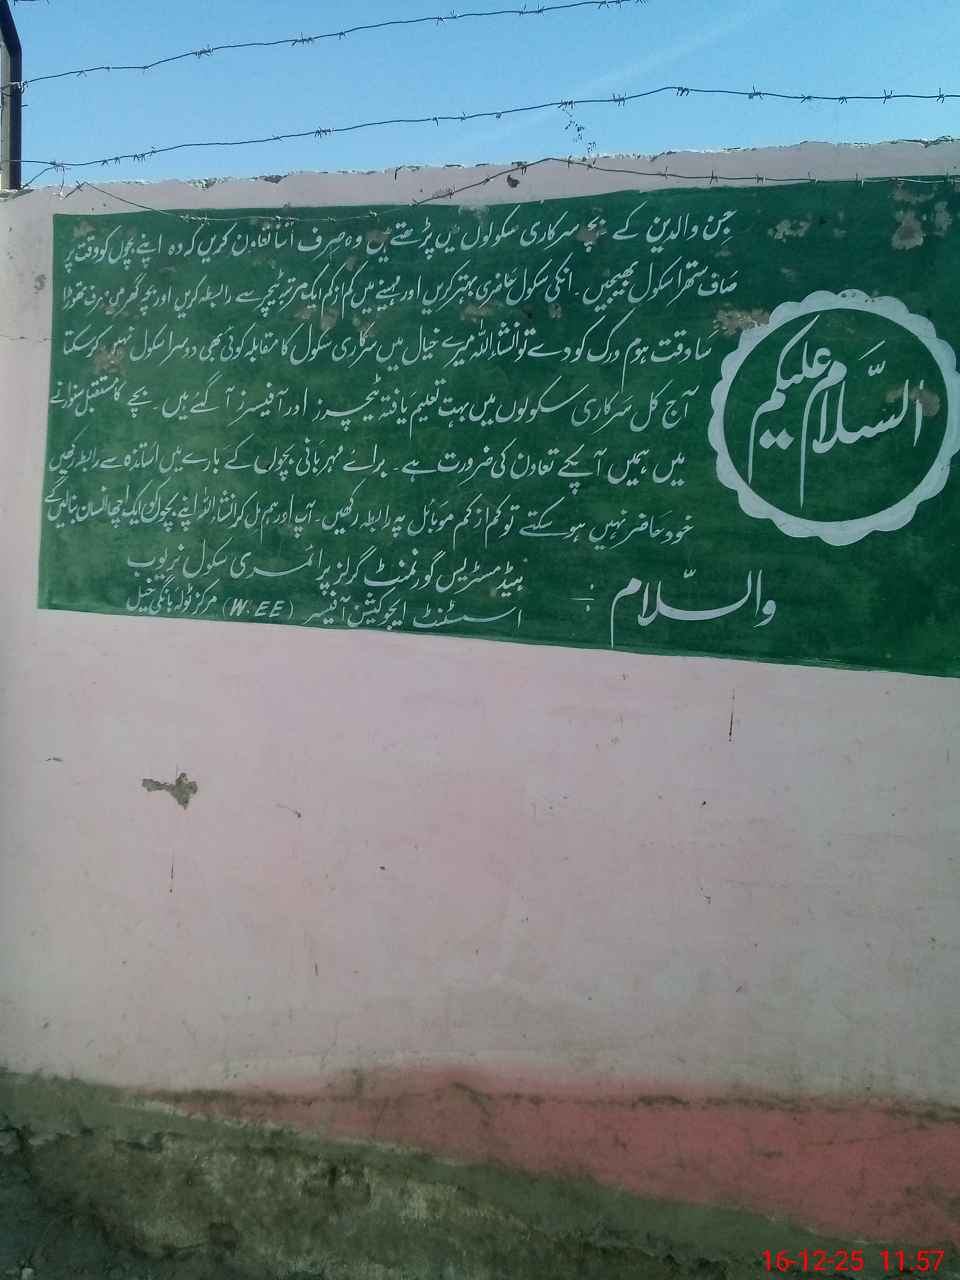 السلام علیکم
جن والدین کے بچے سرکاری سکولوں میں پڑھتے ہیں وہ صرف اتنا تعاون کریں کہ وہ اپنے بچوں کو وقت پر
صاف ستھرا سکول بھیجیں۔ انکی سکول حاضری بہتر کریں اور مہینے میں کم از کم ایک مرتبہ ٹیچر سے رابطہ کریں اور بچہ گھر میں صرف تھوڑا
سا وقت ہوم ورک کو دے تو انشاءاللہ میرے خیال میں سرکاری سکول کا مقابلہ کوئی بھی دوسرا سکول نہیں کر سکتا
آج کل سرکاری سکولوں میں بہت تعلیم یافتہ ٹیچرز اور آفیسرز آ گئے ہیں۔ بچے کا مستقبل سنوارنے
میں ہمیں آپکے تعاون کی ضرورت ہے۔ برائے مہربانی بچوں کے بارے میں اساتذہ سے رابطہ رکھیں
خود حاضر نہیں ہو سکتے تو کم از کم موبائل پہ رابطہ رکھیں۔ آپ اور ہم مل کر انشاءاللہ اپنے بچوں کو ایک اچھا انسان بنائیں گے
والسلام :
ہیڈ مسٹریس گورنمنٹ گرلز پرائمری سکول
اسسٹنٹ ایجوکیشن آفیسر (W.EE) مرکز ٹولہ بانگی خیل
16-12-25 11:57